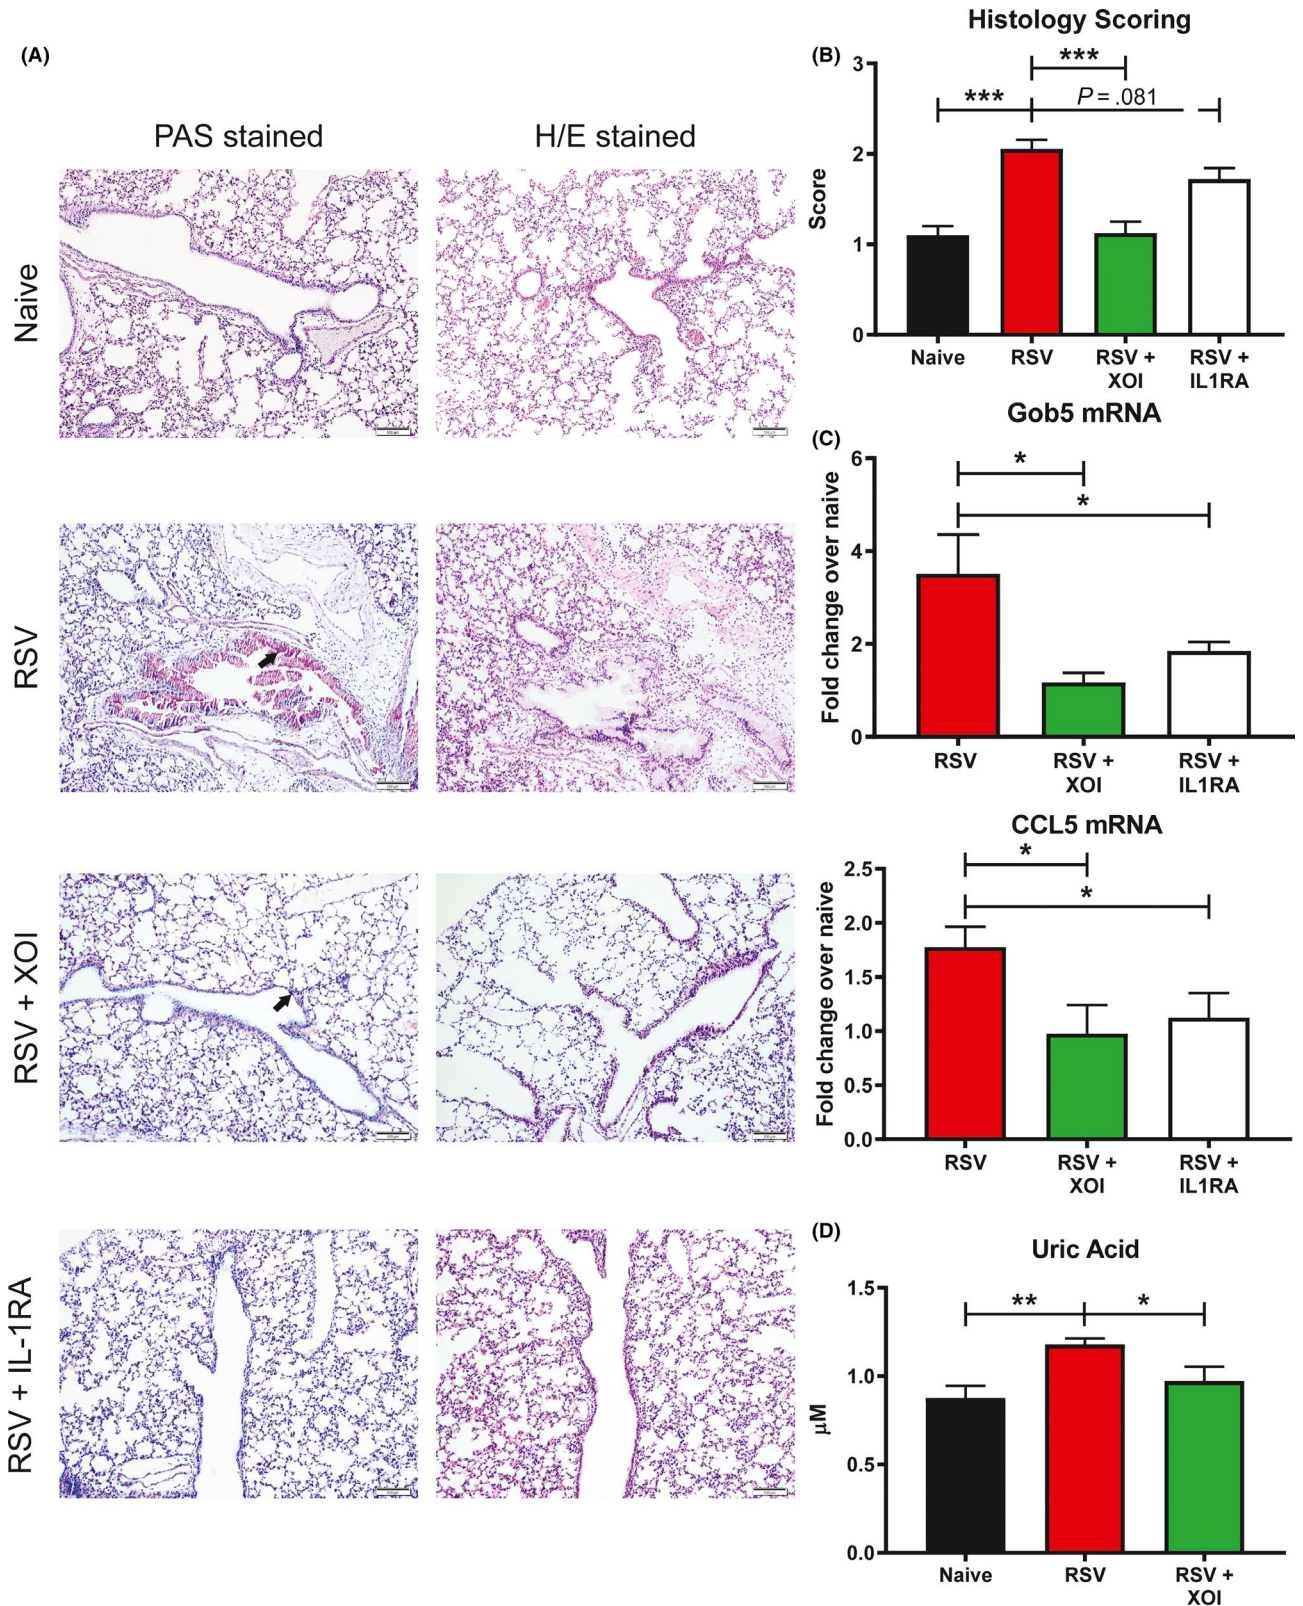 (A)
PAS stained
H/E stained
Naive
RSV
RSV + XOI
RSV + IL-1RA
Histology Scoring
(B)
***
***
P = .081
Score
3
2
1
0
Naive
RSV
RSV +
XOI
RSV +
IL1RA
Gob5 mRNA
(C)
*
*
Fold change over naive
6
4
2
0
RSV
RSV +
XOI
RSV +
IL1RA
CCL5 mRNA
*
*
Fold change over naive
2.5
2.0
1.5
1.0
0.5
0.0
RSV
RSV +
XOI
RSV +
IL1RA
(D)
Uric Acid
**
*
µM
1.5
1.0
0.5
0.0
Naive
RSV
RSV +
XOI